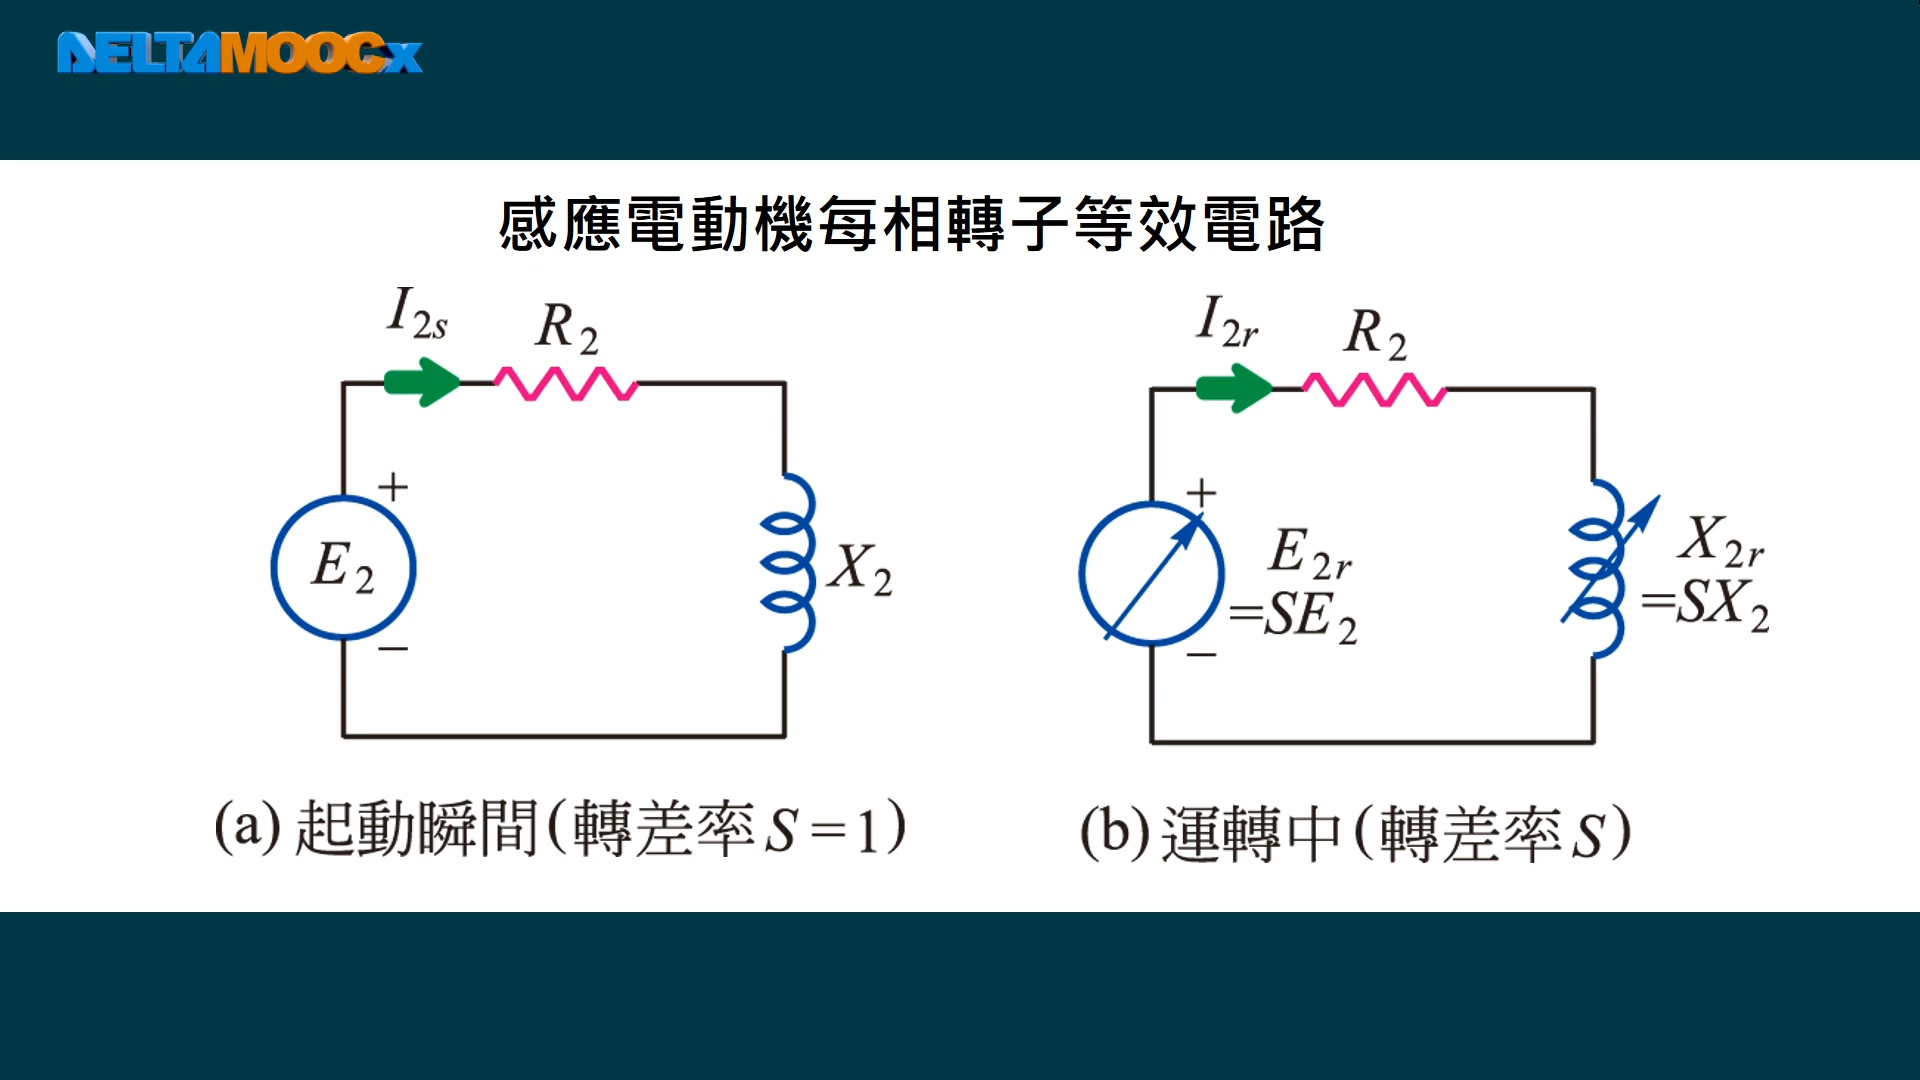 DELTAMOOCx
感應電動機每相轉子等效電路
I2s
R2
+
E2
−
X2
(a) 起動瞬間(轉差率 S = 1)
I2r
R2
+
E2r
=SE2
−
X2r
=SX2
(b) 運轉中(轉差率 S)